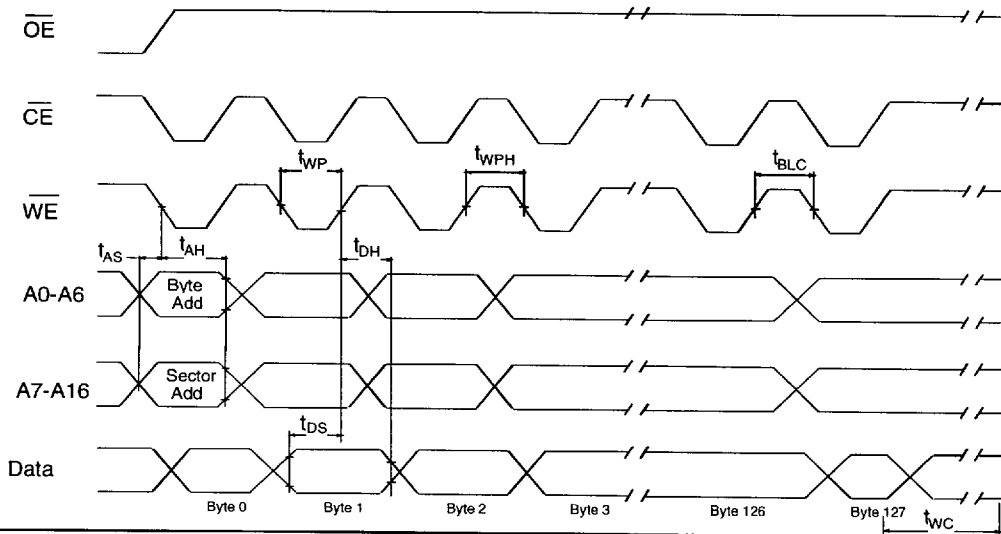 OE
CE
tWP
tWPH
tBLC
WE
tAS
tAH
tDH
A0-A6
Byte
Add
A7-A16
Sector
Add
tDS
Data
Byte 0
Byte 1
Byte 2
Byte 3
Byte 126
Byte 127
tWC